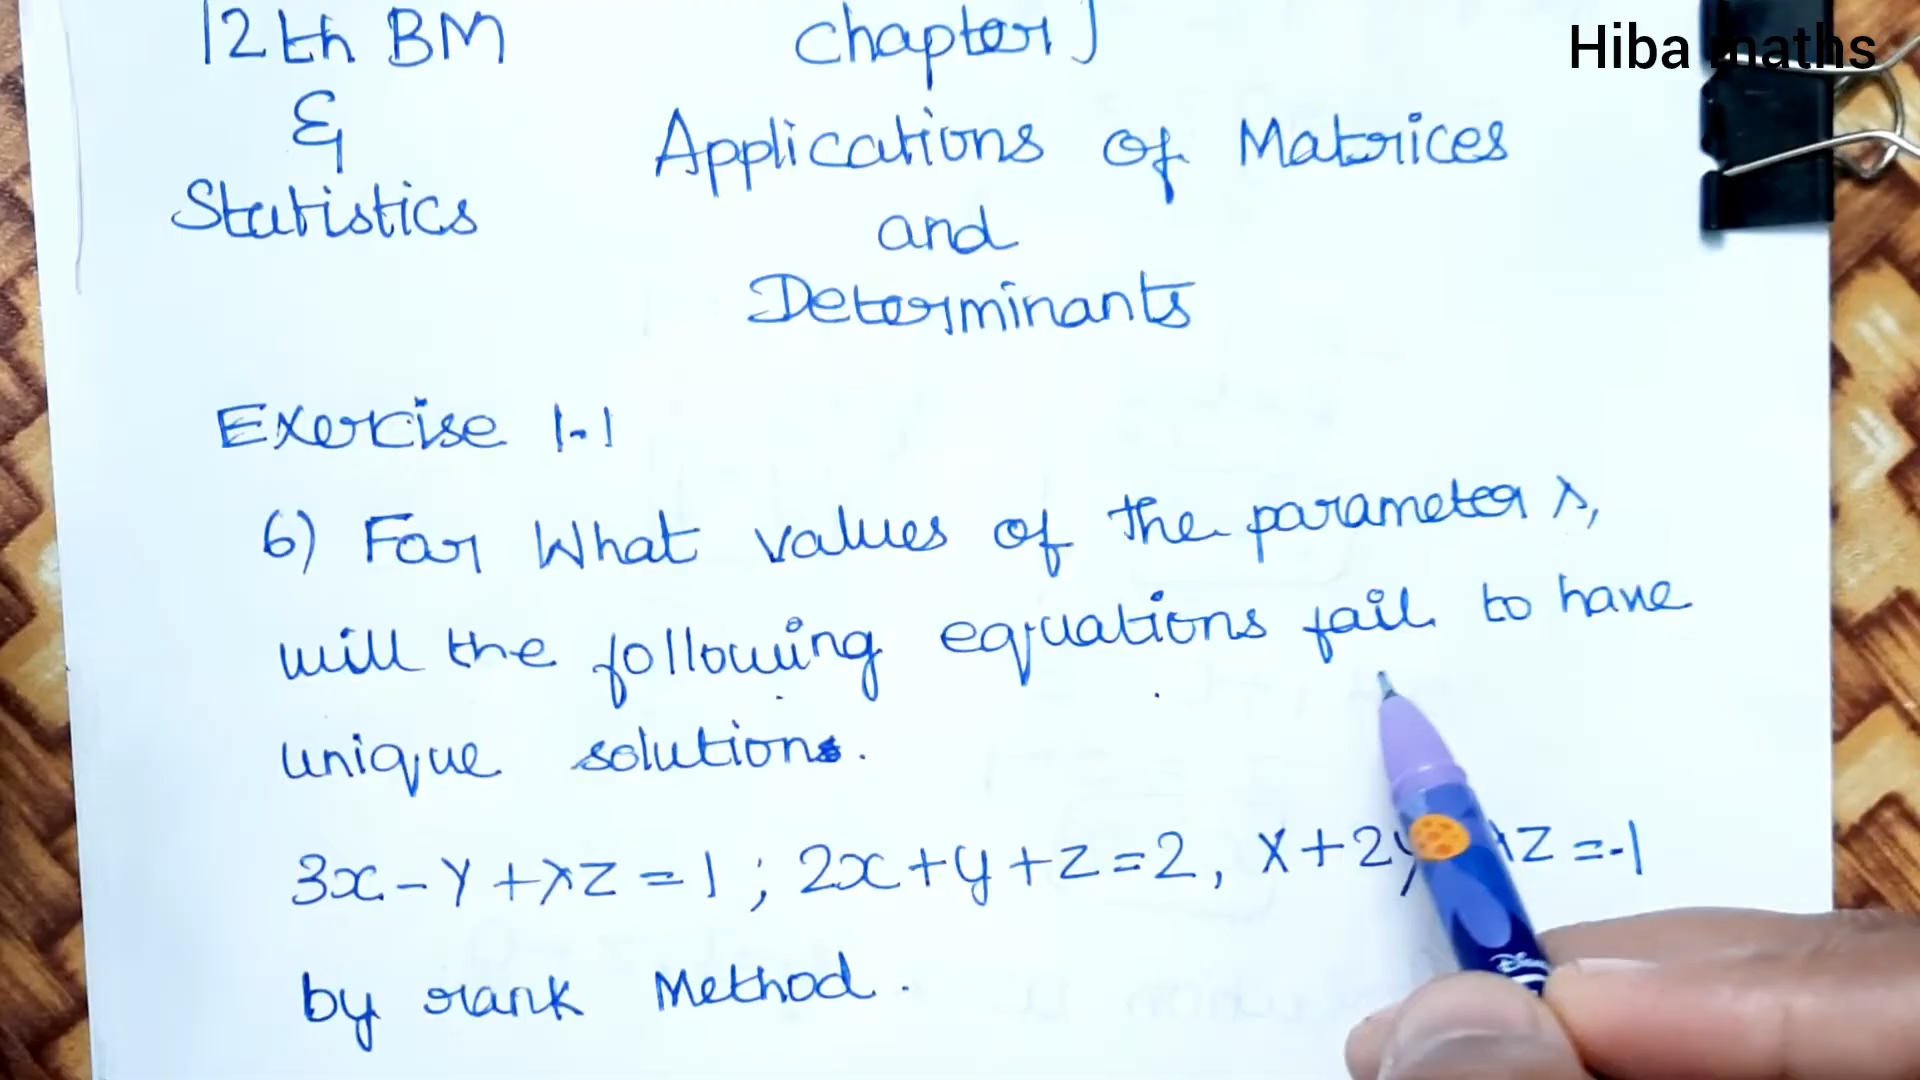 Hiba maths
12th BM
&
Statistics
Chapter 1
Applications of Matrices
and
Determinants
Exercise 1.1
6) For What values of the parameter λ,
will the following equations fail to have
unique solutions.
3x - y + λz = 1 ; 2x + y + z = 2, x + 2y λz = -1
by rank Method.